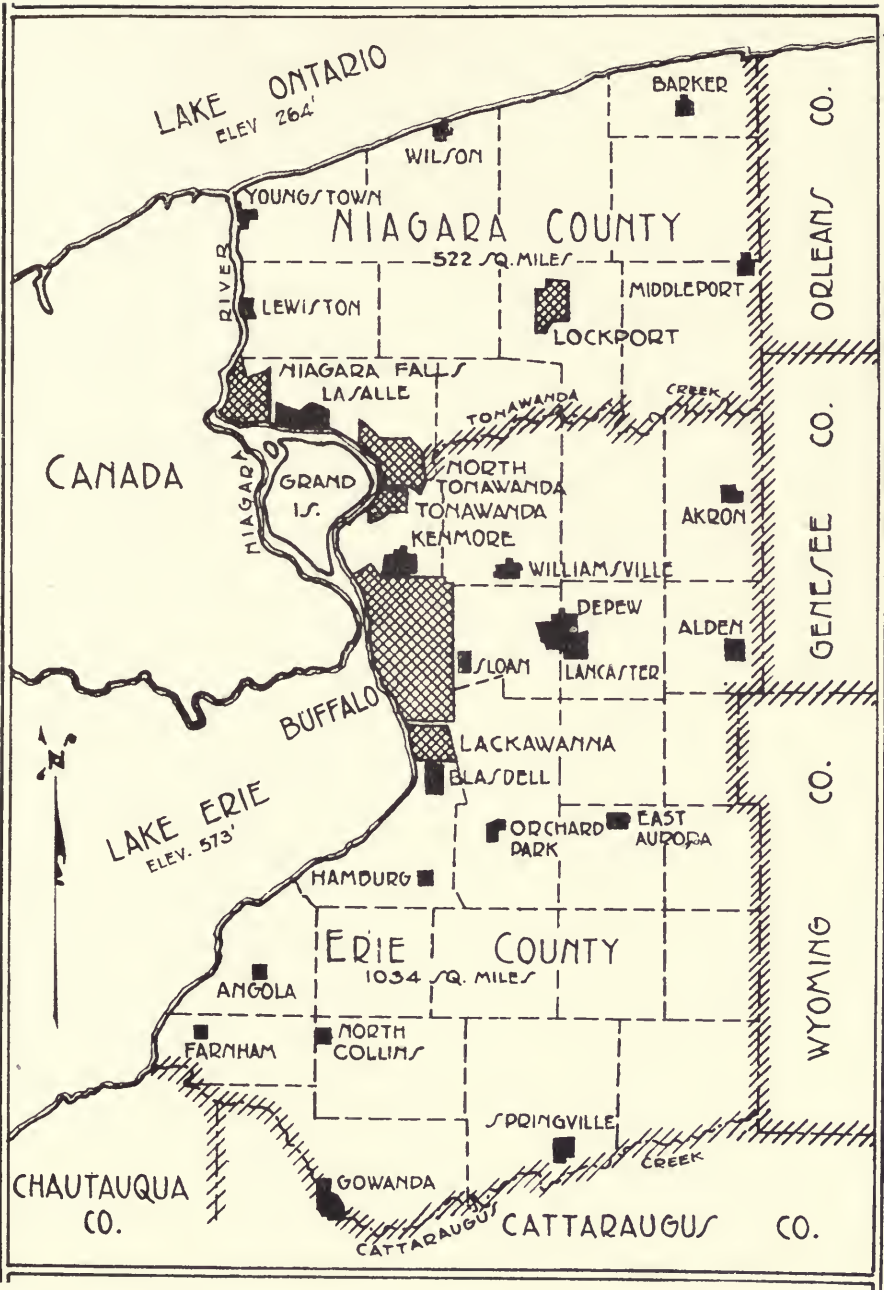 LAKE ONTARIO
ELEV 264'
BARKER
WILSON
YOUNGSTOWN
NIAGARA COUNTY
522 SQ. MILES
ORLEANS CO.
RIVER
LEWISTON
MIDDLEPORT
LOCKPORT
NIAGARA FALLS
LASALLE
TONAWANDA CREEK
CANADA
NIAGARA
GRAND
IS.
NORTH
TONAWANDA
TONAWANDA
KENMORE
AKRON
WILLIAMSVILLE
GENESEE CO.
DEPEW
ALDEN
SLOAN
LANCASTER
BUFFALO
N
LACKAWANNA
BLASDELL
LAKE ERIE
ELEV. 573'
ORCHARD
PARK
EAST
AURORA
HAMBURG
WYOMING CO.
ERIE COUNTY
1034 SQ. MILES
ANGOLA
FARNHAM
NORTH
COLLINS
SPRINGVILLE
CHAUTAUQUA
CO.
GOWANDA
CATTARAUGUS CREEK
CATTARAUGUS CO.